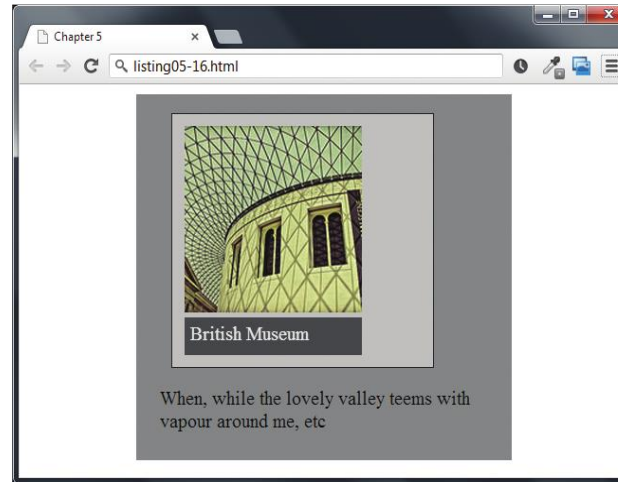 Chapter 5
listing05-16.html
British Museum
When, while the lovely valley teems with
vapour around me, etc